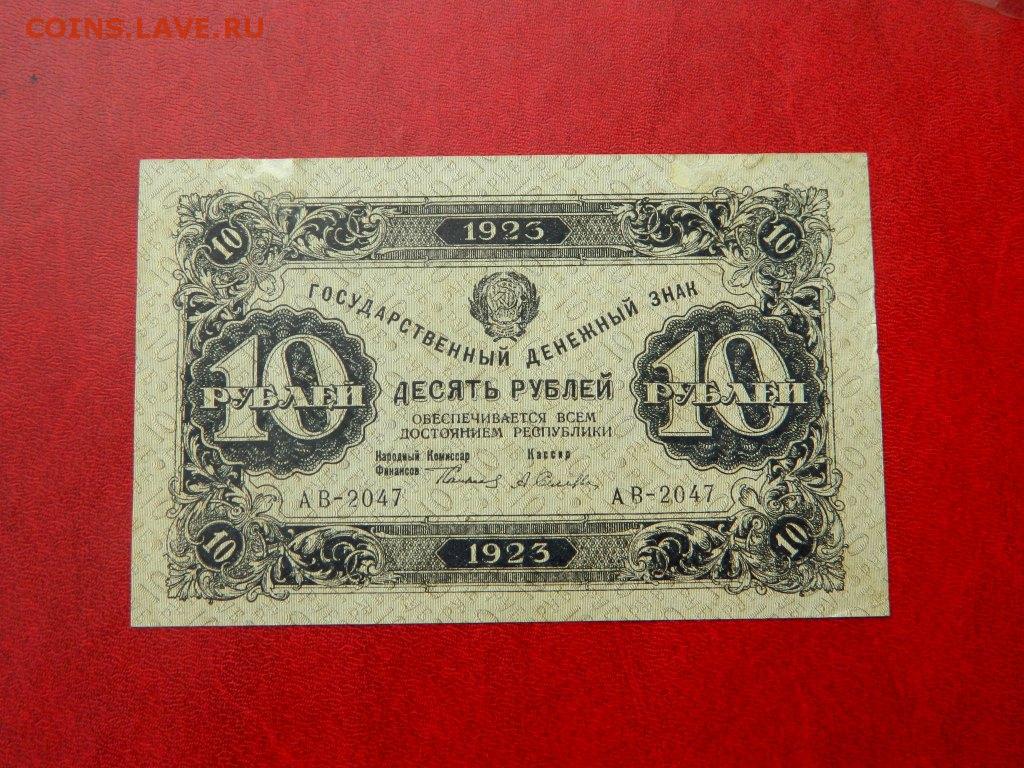 COINS.LAVE.RU
1923
10 10
ГОСУДАРСТВЕННЫЙ ДЕНЕЖНЫЙ ЗНАК
10 РУБЛЕЙ
10 РУБЛЕЙ
ДЕСЯТЬ РУБЛЕЙ
ОБЕСПЕЧИВАЕТСЯ ВСЕМ
ДОСТОЯНИЕМ РЕСПУБЛИКИ
Народный Комиссар
Финансов
Кассир
АВ-2047 АВ-2047
10 10
1923